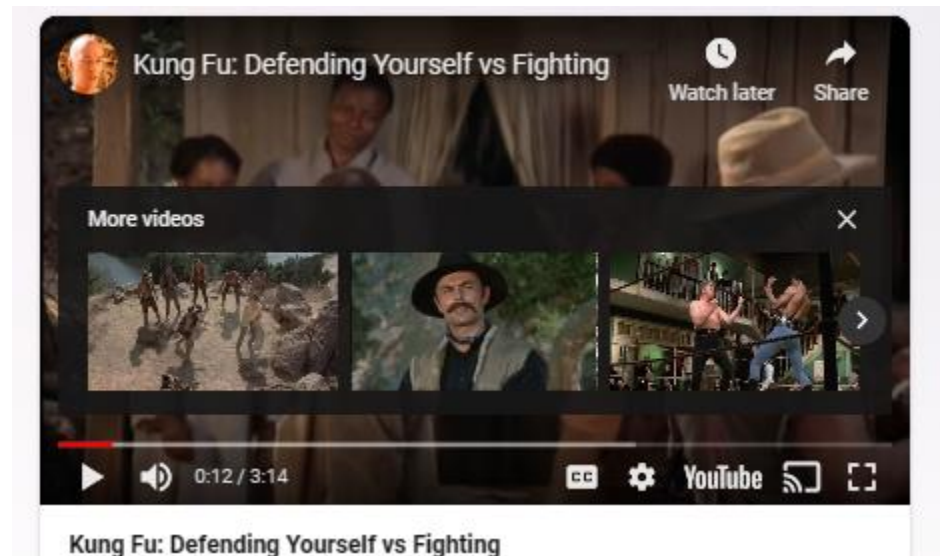 Kung Fu: Defending Yourself vs Fighting
Watch later
Share
More videos
0:12 / 3:14
CC
YouTube
Kung Fu: Defending Yourself vs Fighting